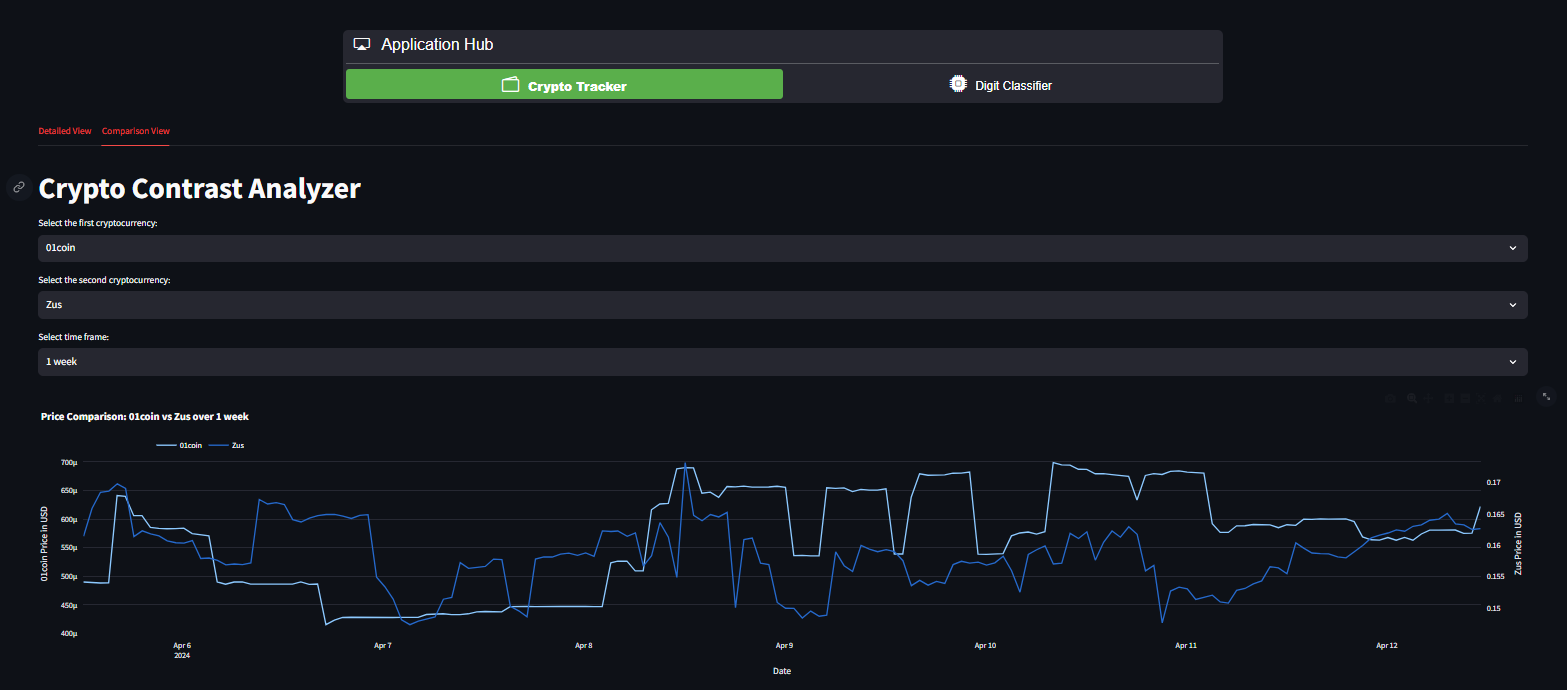 Application Hub
Crypto Tracker
Digit Classifier
Detailed View
Comparison View
Crypto Contrast Analyzer
Select the first cryptocurrency:
01coin
Select the second cryptocurrency:
Zus
Select time frame:
1 week
Price Comparison: 01coin vs Zus over 1 week
01coin
Zus
01coin Price in USD
700μ
650μ
600μ
550μ
500μ
450μ
400μ
0.17
0.165
0.16
0.155
0.15
Zus Price in USD
Apr 6
2024
Apr 7
Apr 8
Apr 9
Apr 10
Apr 11
Apr 12
Date